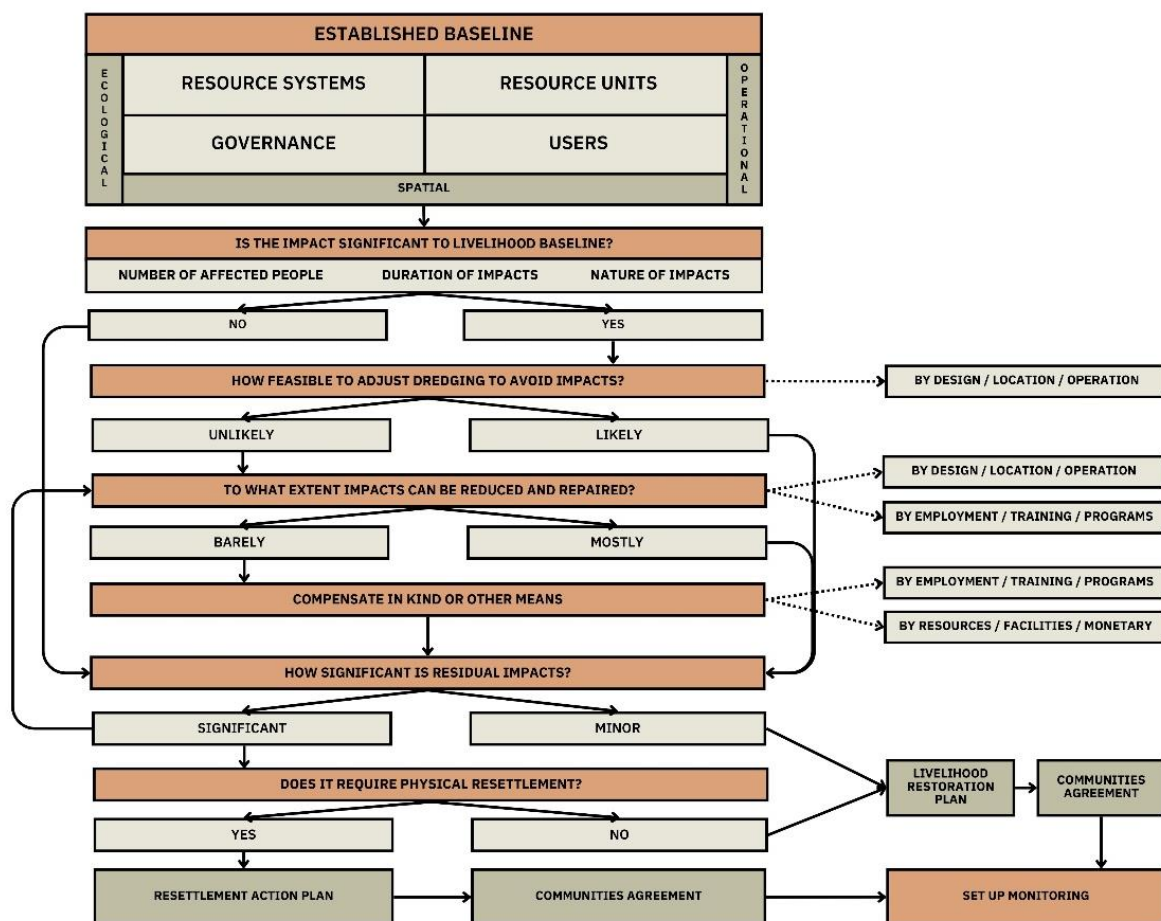 ESTABLISHED BASELINE
ECOLOGICAL
RESOURCE SYSTEMS
RESOURCE UNITS
OPERATIONAL
GOVERNANCE
USERS
SPATIAL
IS THE IMPACT SIGNIFICANT TO LIVELIHOOD BASELINE?
NUMBER OF AFFECTED PEOPLE
DURATION OF IMPACTS
NATURE OF IMPACTS
NO
YES
HOW FEASIBLE TO ADJUST DREDGING TO AVOID IMPACTS?
BY DESIGN / LOCATION / OPERATION
UNLIKELY
LIKELY
TO WHAT EXTENT IMPACTS CAN BE REDUCED AND REPAIRED?
BY DESIGN / LOCATION / OPERATION
BY EMPLOYMENT / TRAINING / PROGRAMS
BARELY
MOSTLY
COMPENSATE IN KIND OR OTHER MEANS
BY EMPLOYMENT / TRAINING / PROGRAMS
BY RESOURCES / FACILITIES / MONETARY
HOW SIGNIFICANT IS RESIDUAL IMPACTS?
SIGNIFICANT
MINOR
DOES IT REQUIRE PHYSICAL RESETTLEMENT?
LIVELIHOOD
RESTORATION
PLAN
COMMUNITIES
AGREEMENT
YES
NO
RESETTLEMENT ACTION PLAN
COMMUNITIES AGREEMENT
SET UP MONITORING